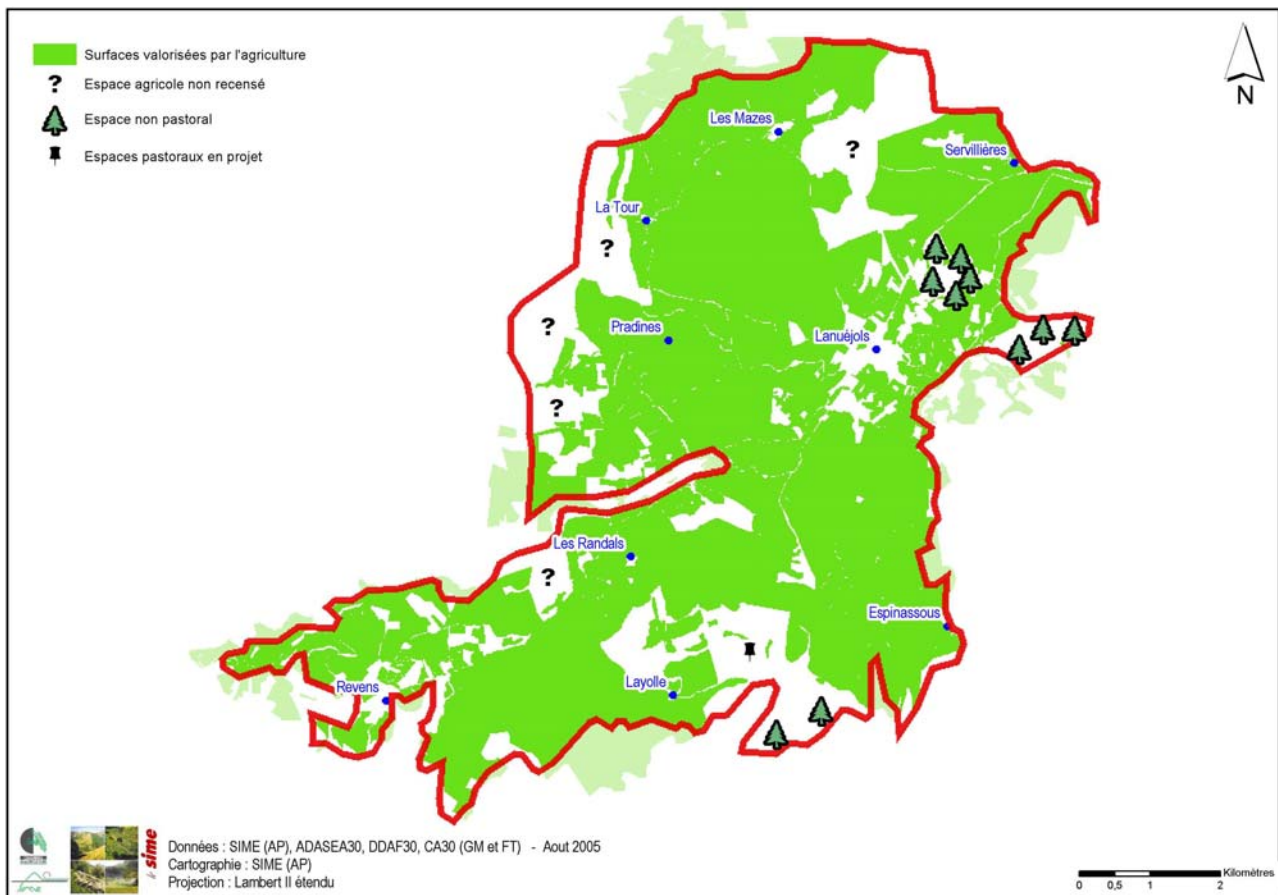 Surfaces valorisées par l'agriculture
? Espace agricole non recensé
Espace non pastoral
Espaces pastoraux en projet
N
Les Mazes
?
Servillières
La Tour
?
?
Pradines
Lanuéjols
?
Les Randals
?
Espinassous
Layolle
Revens
le sime
Données : SIME (AP), ADASEA30, DDAF30, CA30 (GM et FT) - Aout 2005
Cartographie : SIME (AP)
Projection : Lambert II étendu
Kilomètres
0 0,5 1 2